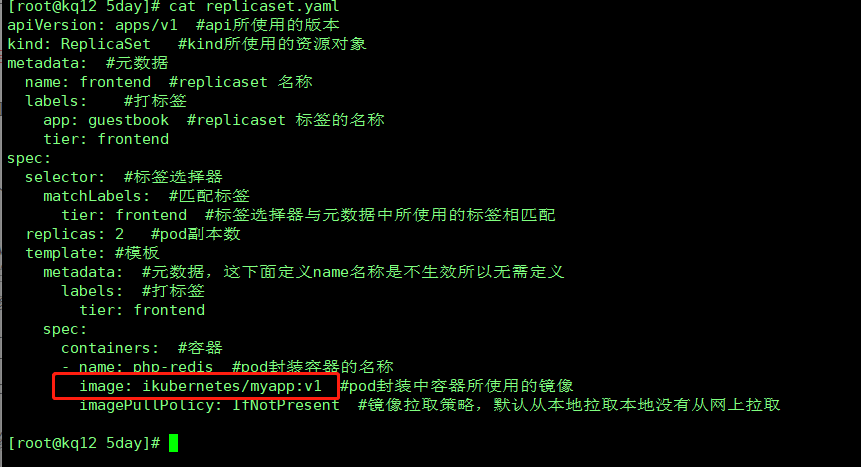 [root@kq12 5day]# cat replicaset.yaml
apiVersion: apps/v1  #api所使用的版本
kind: ReplicaSet   #kind所使用的资源对象
metadata:  #元数据
  name: frontend  #replicaset 名称
  labels:    #打标签
    app: guestbook  #replicaset 标签的名称
    tier: frontend
spec:
  selector:  #标签选择器
    matchLabels:  #匹配标签
      tier: frontend  #标签选择器与元数据中所使用的标签相匹配
  replicas: 2   #pod副本数
  template: #模板
    metadata:  #元数据，这下面定义name名称是不生效所以无需定义
      labels:  #打标签
        tier: frontend
    spec:
      containers:  #容器
      - name: php-redis  #pod封装容器的名称
        image: ikubernetes/myapp:v1  #pod封装中容器所使用的镜像
        imagePullPolicy: IfNotPresent  #镜像拉取策略，默认从本地拉取本地没有从网上拉取
[root@kq12 5day]#